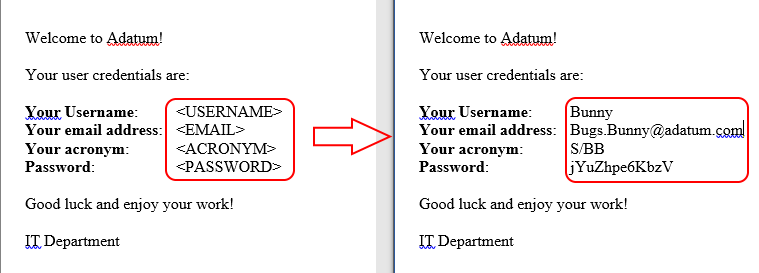 Welcome to Adatum!
Your user credentials are:
Your Username: <USERNAME>
Your email address: <EMAIL>
Your acronym: <ACRONYM>
Password: <PASSWORD>
Good luck and enjoy your work!
IT Department
Welcome to Adatum!
Your user credentials are:
Your Username: Bunny
Your email address: Bugs.Bunny@adatum.com
Your acronym: S/BB
Password: jYuZhpe6KbzV
Good luck and enjoy your work!
IT Department